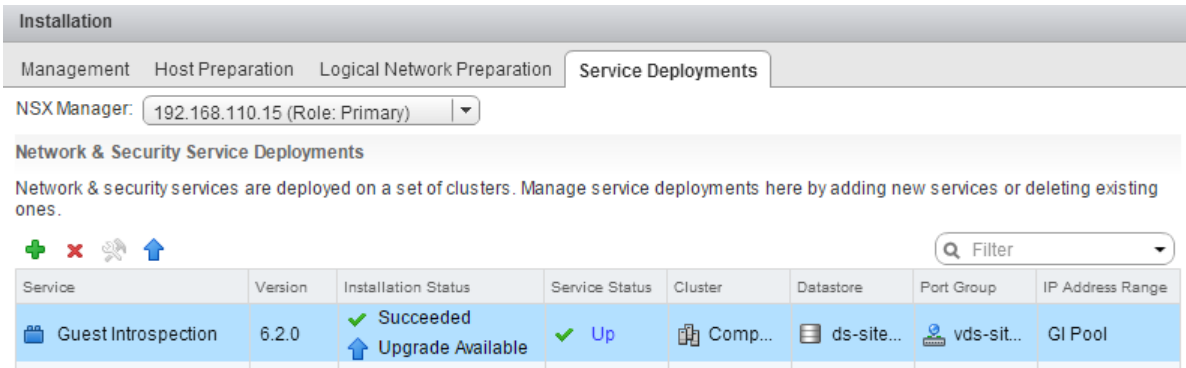 Installation
Management Host Preparation Logical Network Preparation Service Deployments
NSX Manager: 192.168.110.15 (Role: Primary)
Network & Security Service Deployments
Network & security services are deployed on a set of clusters. Manage service deployments here by adding new services or deleting existing
ones.
Filter
Service Version Installation Status Service Status Cluster Datastore Port Group IP Address Range
Guest Introspection 6.2.0 Succeeded Up Comp... ds-site... vds-sit... GI Pool
Upgrade Available